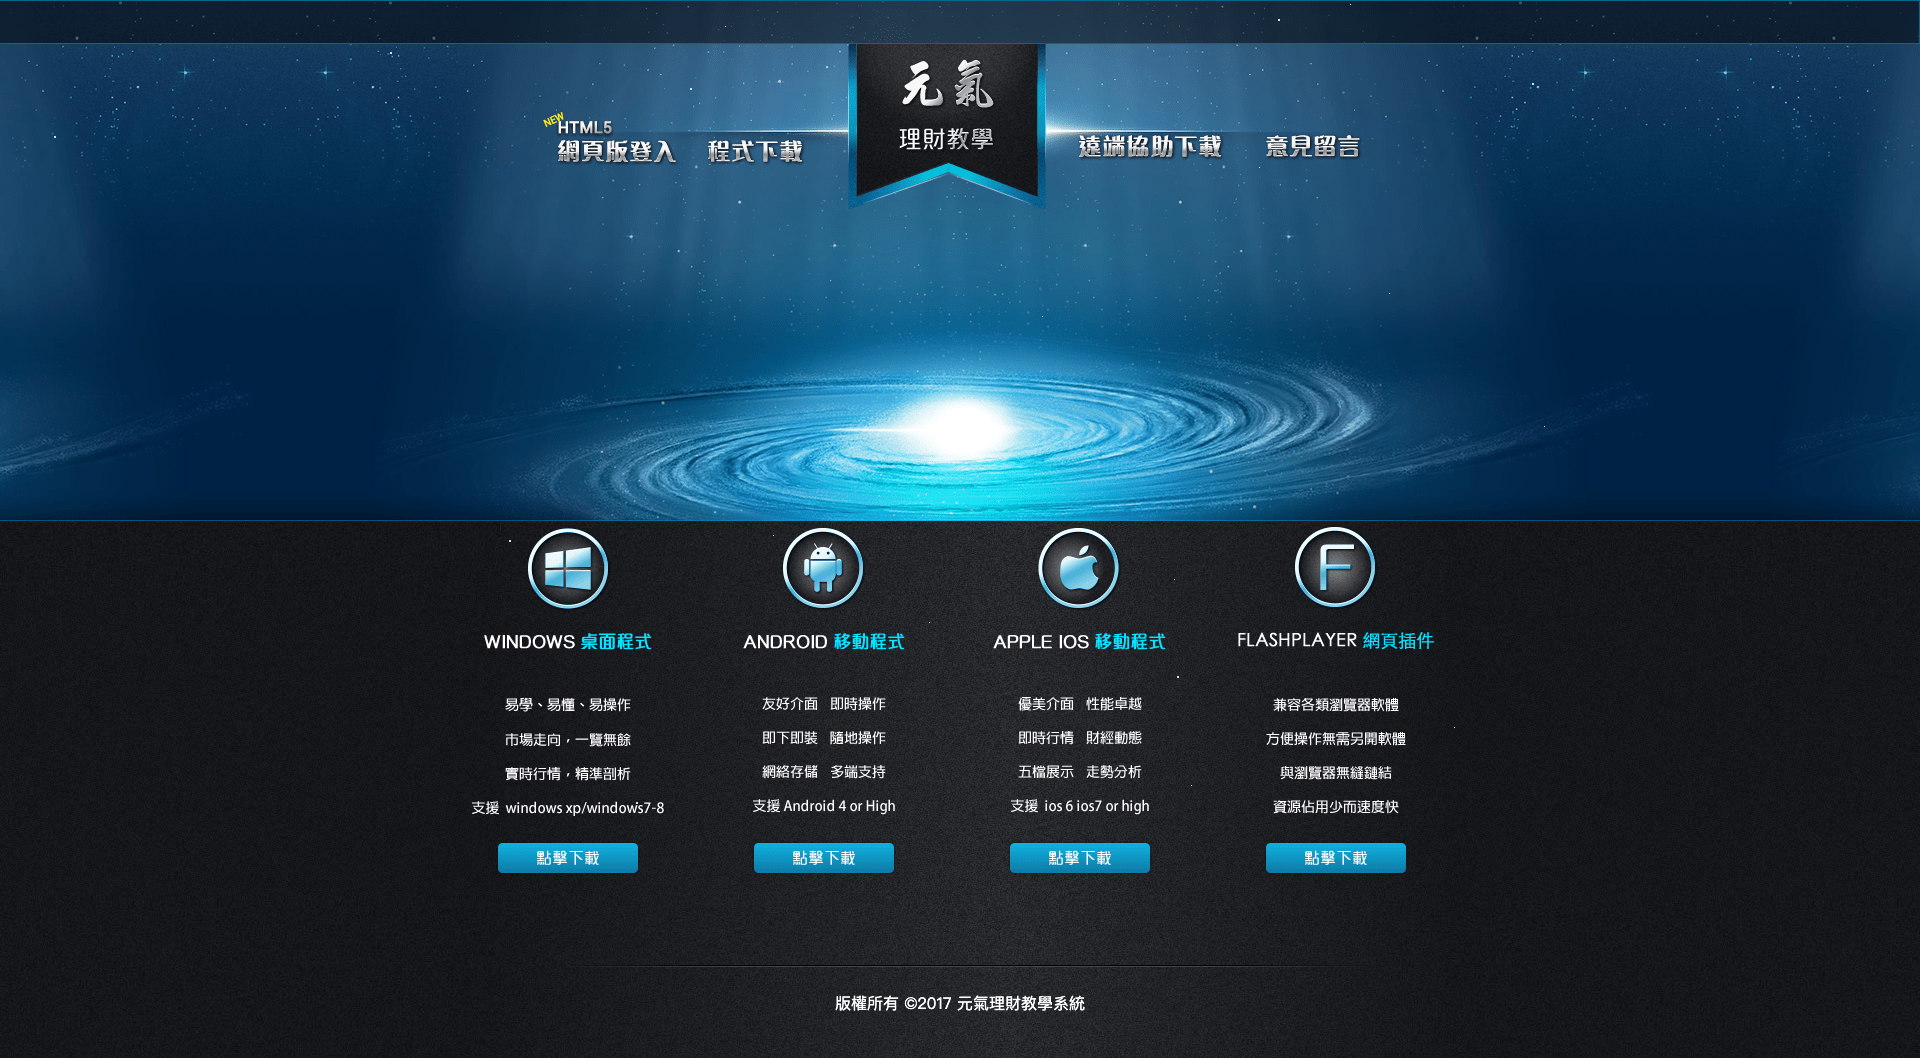 元氣
理財教學
NEW
HTML5
網頁版登入
程式下載
遠端協助下載
意見留言
WINDOWS 桌面程式
易學、易懂、易操作
市場走向，一覽無餘
實時行情，精準剖析
支援 windows xp/window's7-8
點擊下載
ANDROID 移動程式
友好介面 即時操作
即下即裝 隨地操作
網絡存儲 多端支持
支援 Android 4 or High
點擊下載
APPLE IOS 移動程式
優美介面 性能卓越
即時行情 財經動態
五檔展示 走勢分析
支援 ios 6 ios7 or high
點擊下載
FLASHPLAYER 網頁插件
兼容各類瀏覽器軟體
方便操作無需另開軟體
與瀏覽器無縫鏈結
資源佔用少而速度快
點擊下載
版權所有 ©2017 元氣理財教學系統